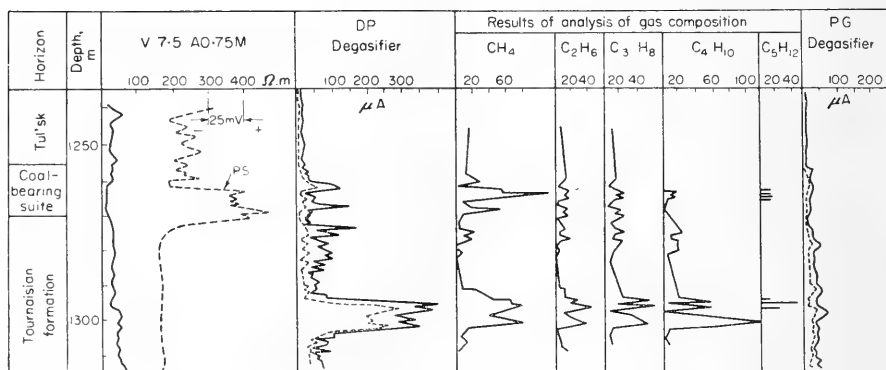 Horizon
Depth, m
V 7·5 AO·75M
100 200 300 400 Ω.m
DP
Degasifier
100 200 300
μA
Results of analysis of gas composition
CH4
20 60
C2H6
20 40
C3 H8
20 40
C4 H10
20 60 100
C5H12
20 40
PG
Degasifier
100 200
μA
Tul'sk
1250
25mV
- +
PS
Coal-
bearing
suite
Tournaisian
formation
1300